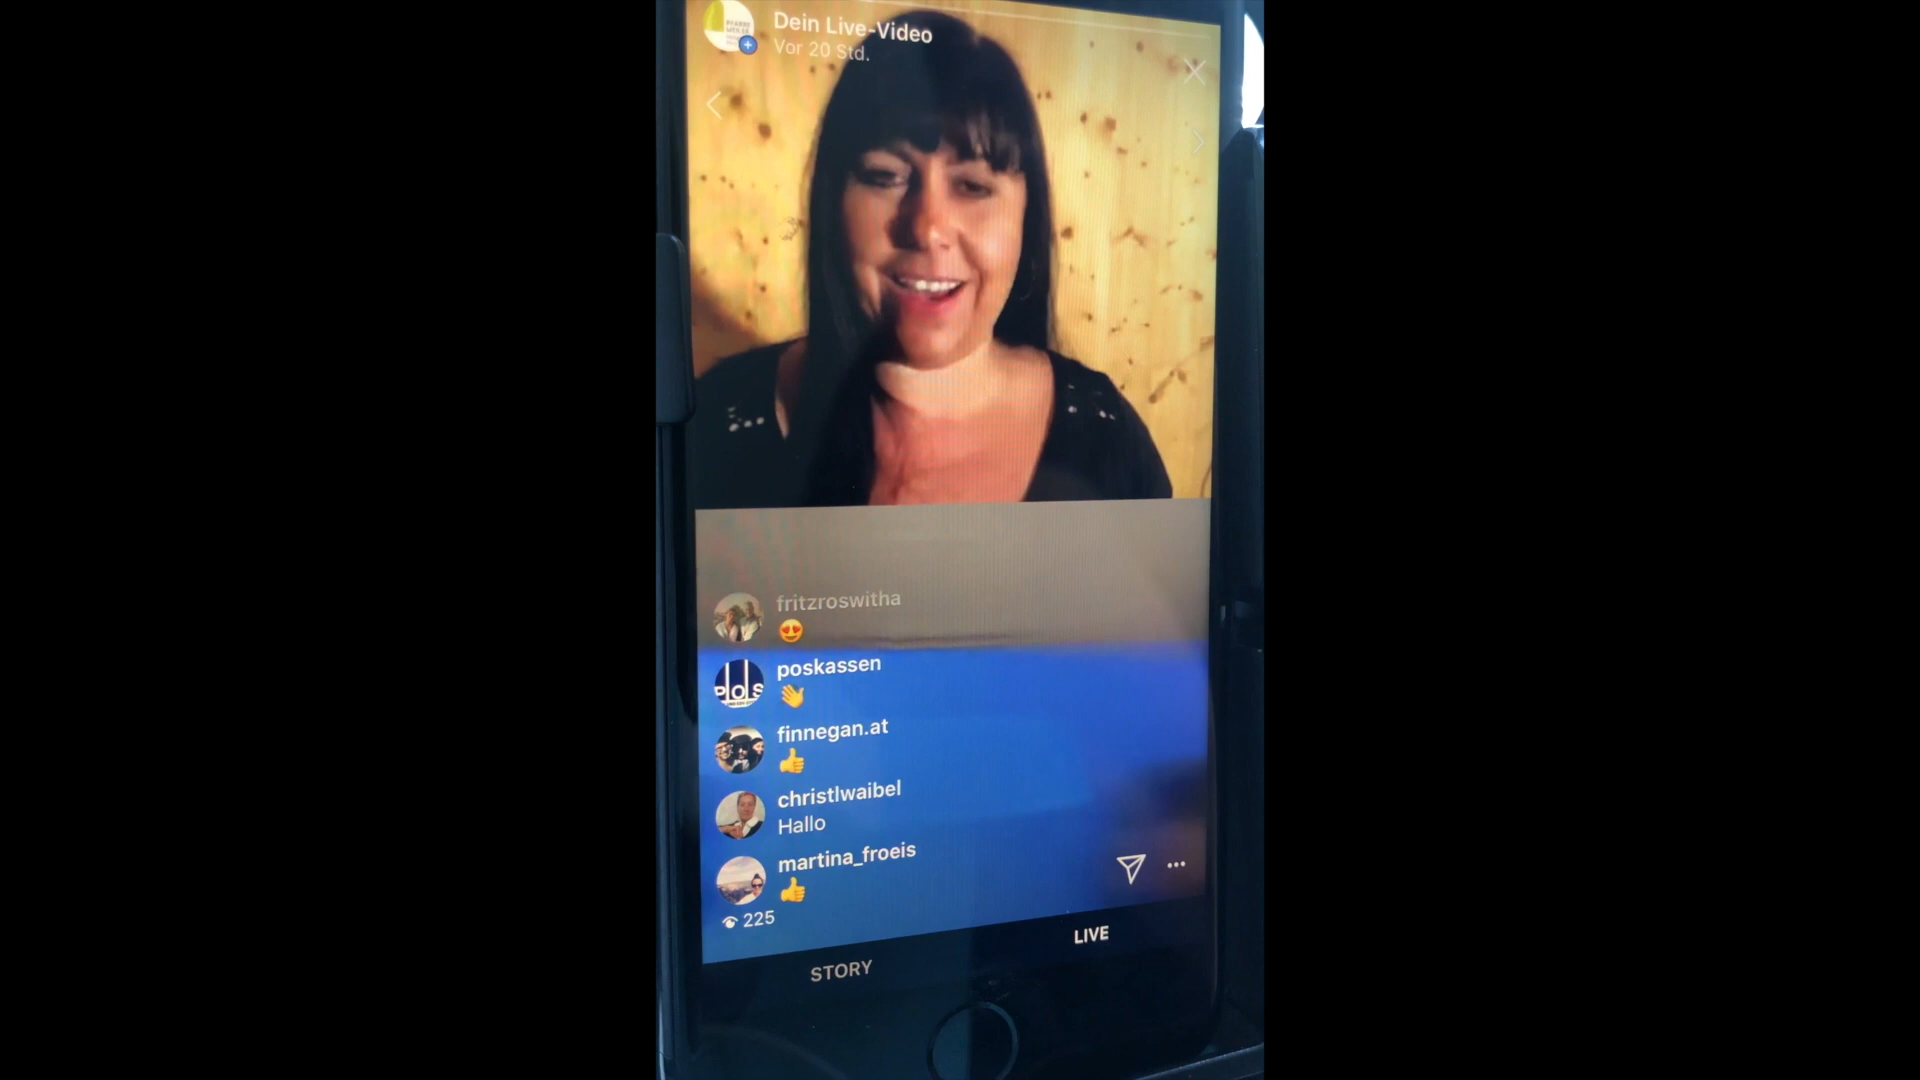 Dein Live-Video
Vor 20 Std.
fritzroswitha
😍
poskassen
👋
finnegan.at
👍
christlwaibel
Hallo
martina_froeis
👍
225
LIVE
STORY